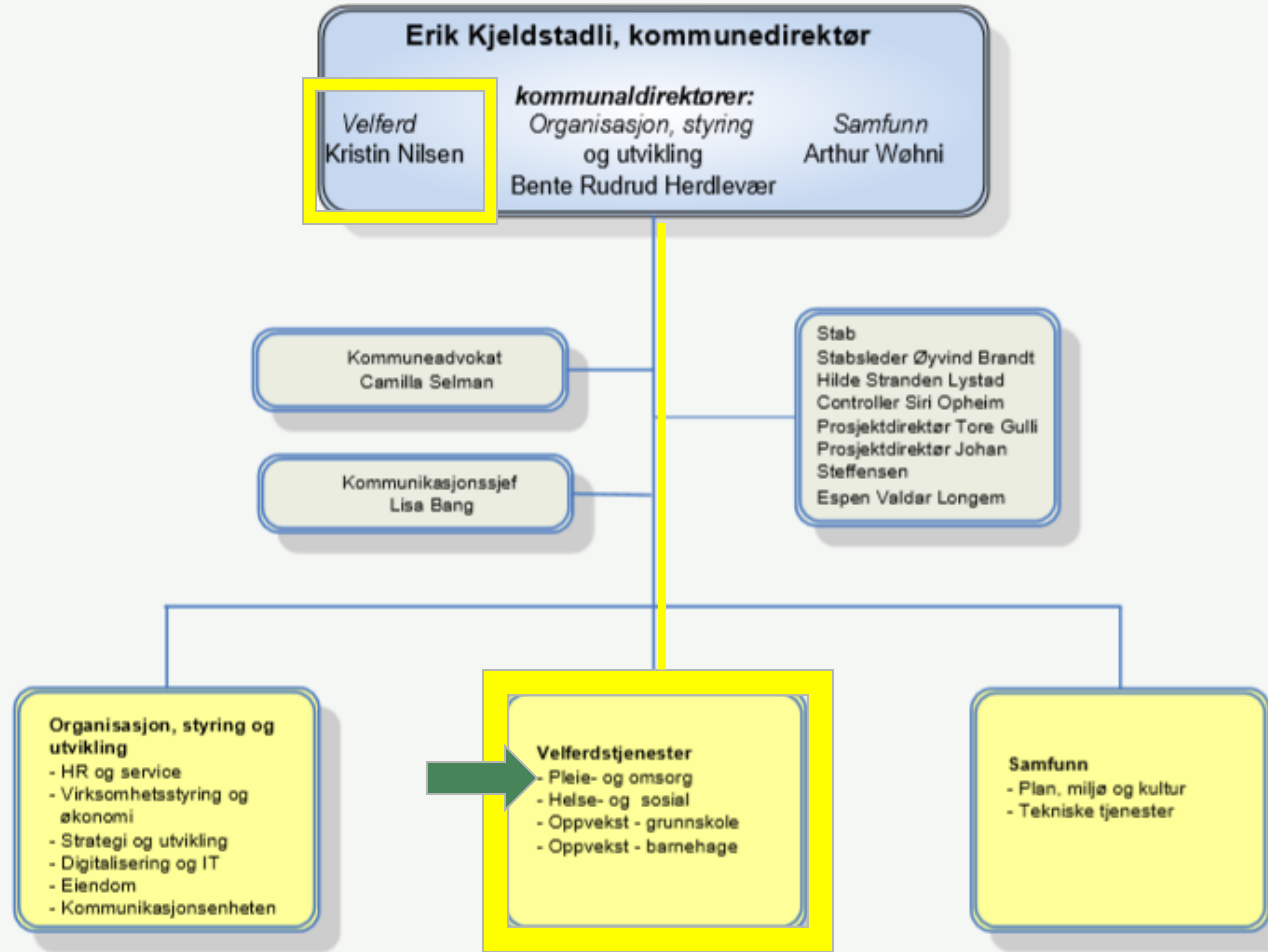 Erik Kjeldstadli, kommunedirektør
kommunaldirektører:
Velferd
Kristin Nilsen
Organisasjon, styring
og utvikling
Bente Rudrud Herdlevær
Samfunn
Arthur Wøhni
Kommuneadvokat
Camilla Selman
Stab
Stabsleder Øyvind Brandt
Hilde Stranden Lystad
Controller Siri Opheim
Prosjektdirektør Tore Gulli
Prosjektdirektør Johan
Steffensen
Espen Valdar Longem
Kommunikasjonssjef
Lisa Bang
Organisasjon, styring og
utvikling
- HR og service
- Virksomhetsstyring og
økonomi
- Strategi og utvikling
- Digitalisering og IT
- Eiendom
- Kommunikasjonsenheten
Velferdstjenester
- Pleie- og omsorg
- Helse- og sosial
- Oppvekst - grunnskole
- Oppvekst - barnehage
Samfunn
- Plan, miljø og kultur
- Tekniske tjenester